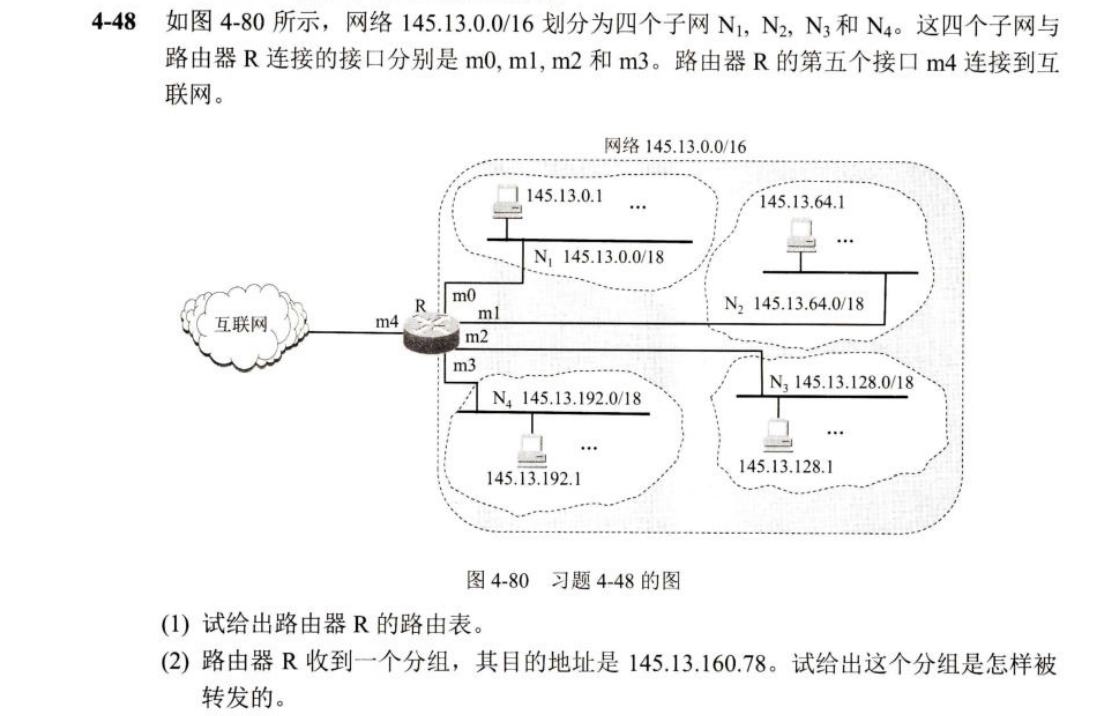 4-48 如图 4-80 所示，网络 145.13.0.0/16 划分为四个子网 N₁, N₂, N₃ 和 N₄。这四个子网与
路由器 R 连接的接口分别是 m0, m1, m2 和 m3。路由器 R 的第五个接口 m4 连接到互
联网。
网络 145.13.0.0/16
145.13.0.1 ...
145.13.64.1
...
N₁ 145.13.0.0/18
m0
N₂ 145.13.64.0/18
互联网
m4
R
m1
m2
m3
N₃ 145.13.128.0/18
N₄ 145.13.192.0/18
...
...
145.13.128.1
145.13.192.1
图 4-80 习题 4-48 的图
(1) 试给出路由器 R 的路由表。
(2) 路由器 R 收到一个分组，其目的地址是 145.13.160.78。试给出这个分组是怎样被
转发的。